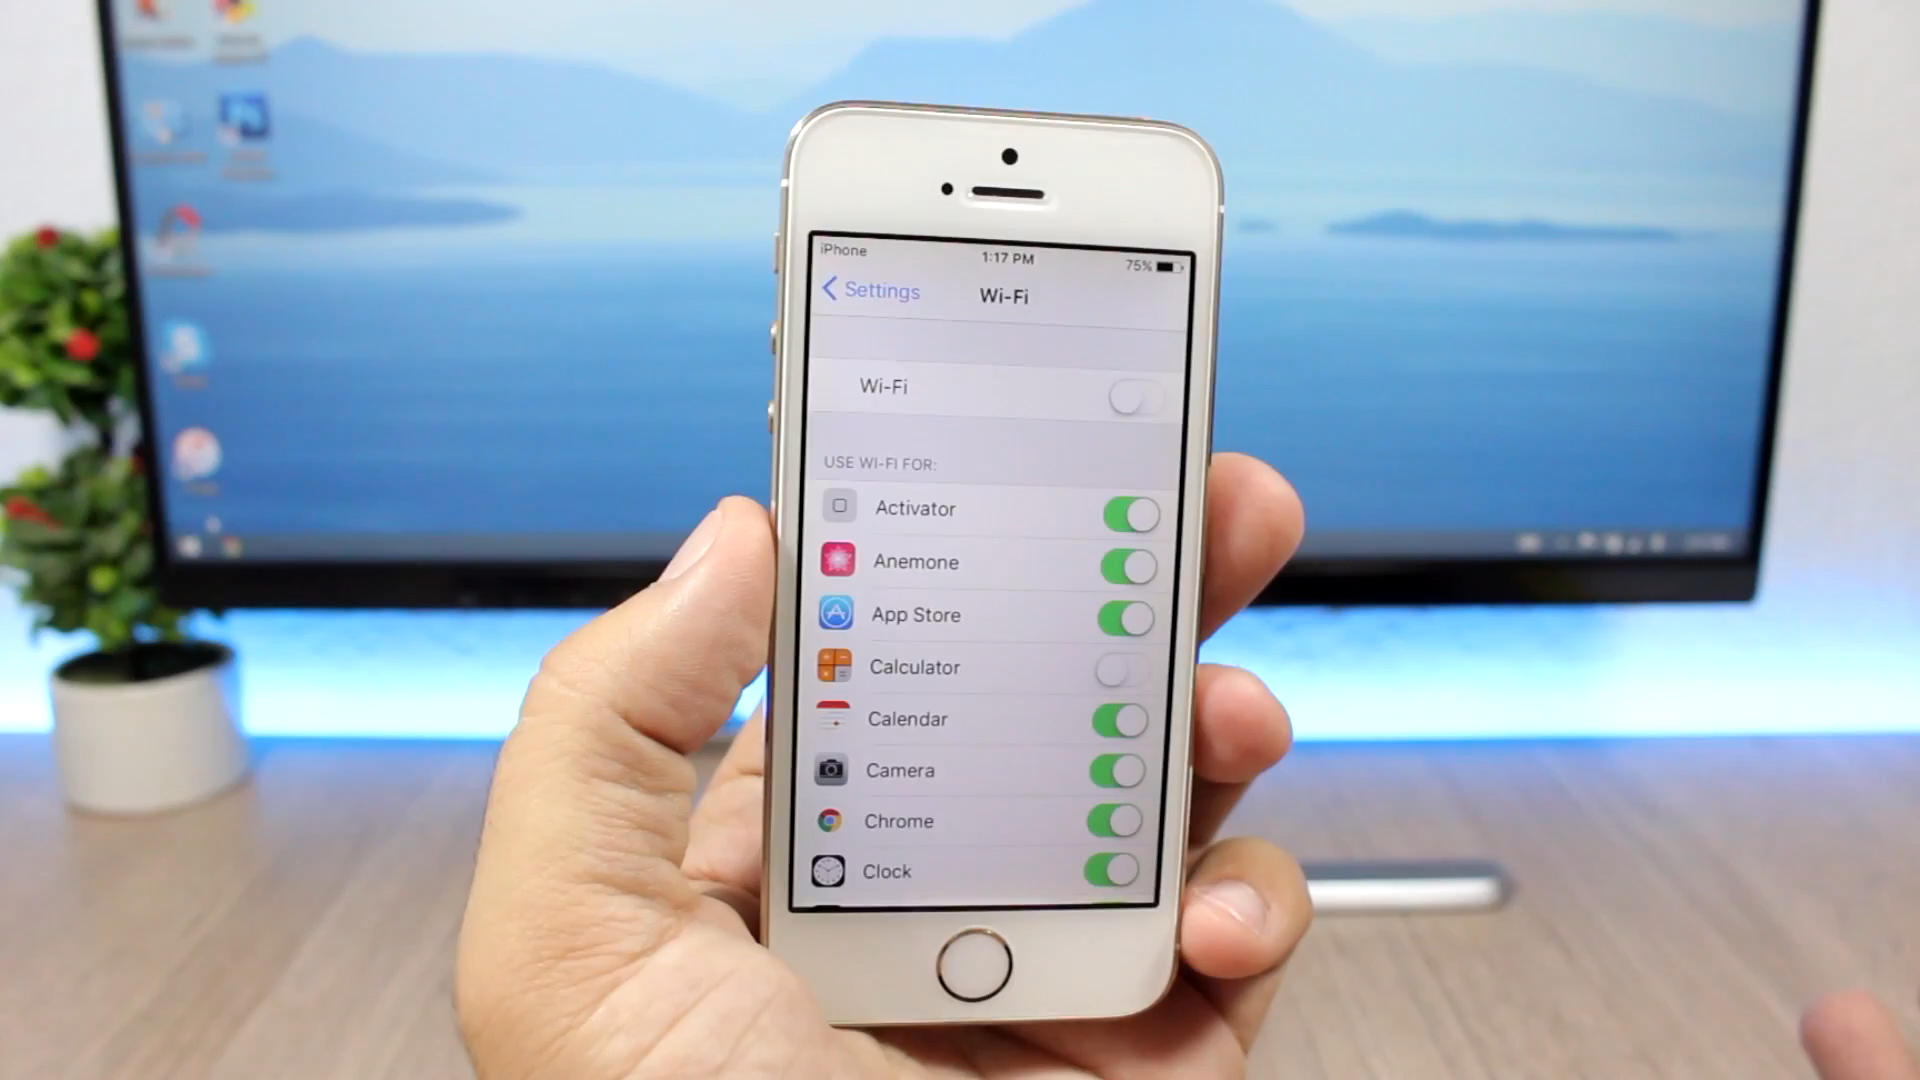 iPhone 1:17 PM 75%
Settings Wi-Fi
Wi-Fi
USE WI-FI FOR:
Activator
Anemone
App Store
Calculator
Calendar
Camera
Chrome
Clock